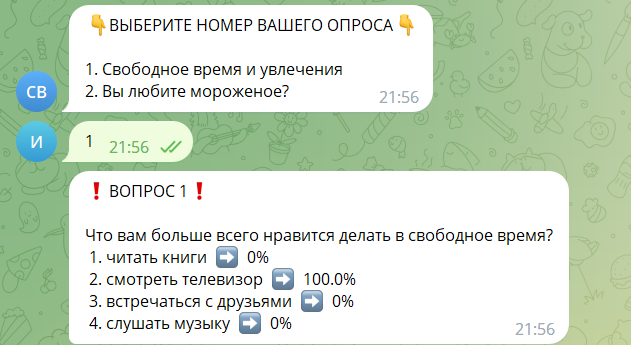 👇ВЫБЕРИТЕ НОМЕР ВАШЕГО ОПРОСА👇
1. Свободное время и увлечения
2. Вы любите мороженое?
21:56
СВ
1 21:56
И
❗ ВОПРОС 1 ❗
Что вам больше всего нравится делать в свободное время?
1. читать книги ➡️ 0%
2. смотреть телевизор ➡️ 100.0%
3. встречаться с друзьями ➡️ 0%
4. слушать музыку ➡️ 0%
21:56